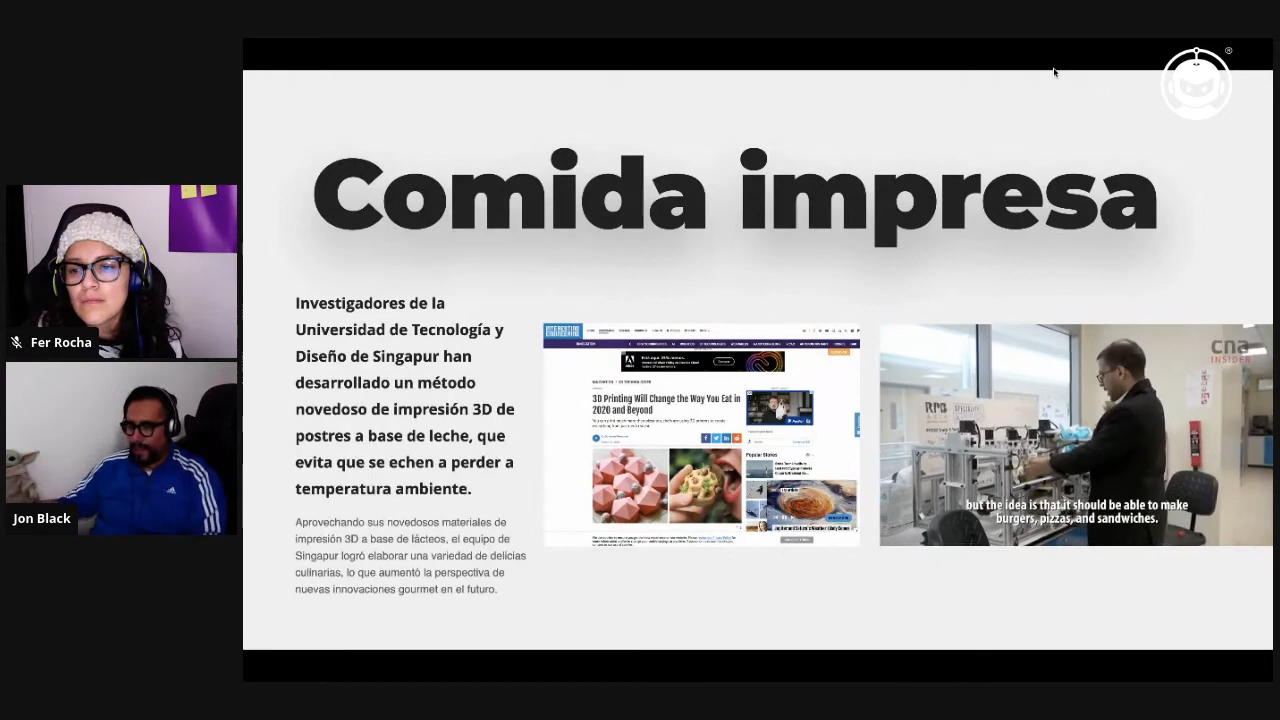 Comida impresa
Investigadores de la
Universidad de Tecnología y
Diseño de Singapur han
desarrollado un método
novedoso de impresión 3D de
postres a base de leche, que
evita que se echen a perder a
temperatura ambiente.
Aprovechando sus novedosos materiales de
impresión 3D a base de lácteos, el equipo de
Singapur logró elaborar una variedad de delicias
culinarias, lo que aumentó la perspectiva de
nuevas innovaciones gourmet en el futuro.
INTERESTING
ENGINEERING
3D Printing Will Change the Way You Eat in
2020 and Beyond
Popular Stories
cna
INSIDER
RPB
but the idea is that it should be able to make
burgers, pizzas, and sandwiches.
®
Fer Rocha
Jon Black